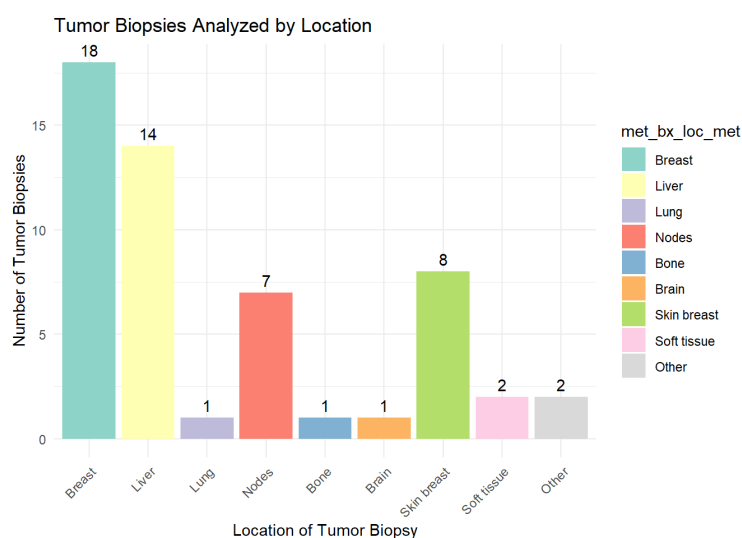 Tumor Biopsies Analyzed by Location
18
14
1
7
1
1
8
2
2
15
10
5
0
Number of Tumor Biopsies
Breast
Liver
Lung
Nodes
Bone
Brain
Skin breast
Soft tissue
Other
Location of Tumor Biopsy
met_bx_loc_met
Breast
Liver
Lung
Nodes
Bone
Brain
Skin breast
Soft tissue
Other